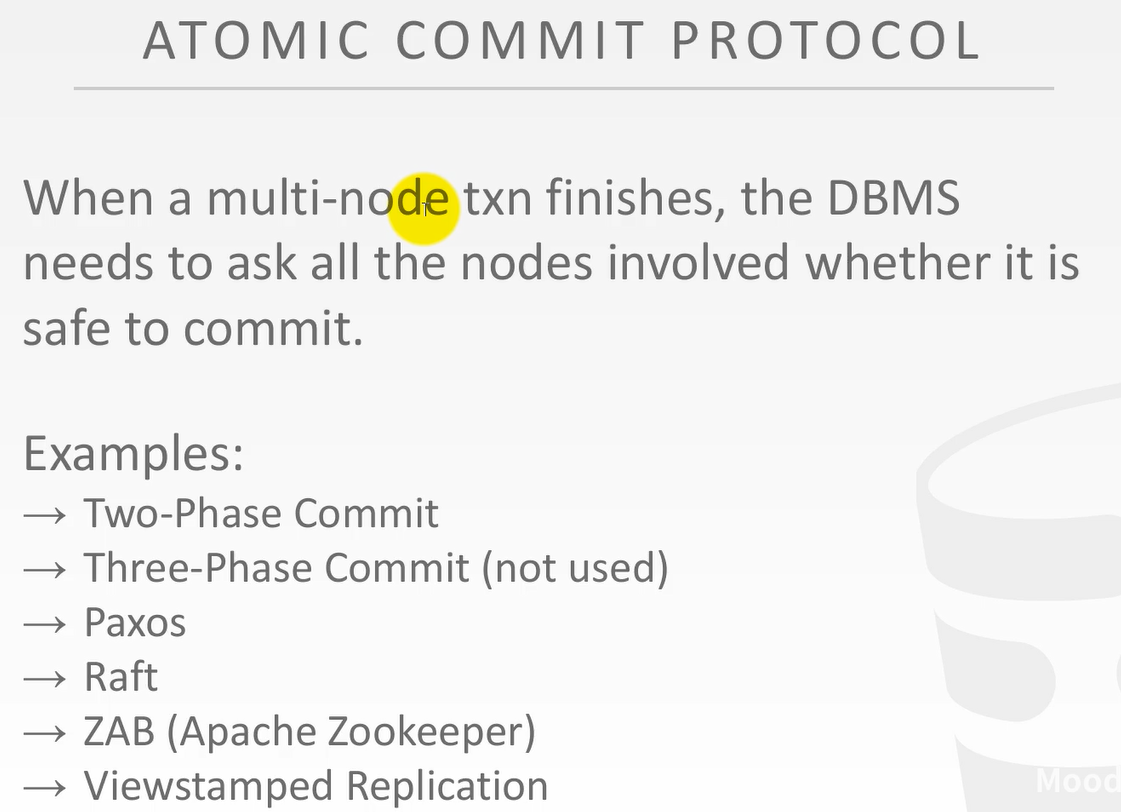 ATOMIC COMMIT PROTOCOL
When a multi-node txn finishes, the DBMS
needs to ask all the nodes involved whether it is
safe to commit.
Examples:
→ Two-Phase Commit
→ Three-Phase Commit (not used)
→ Paxos
→ Raft
→ ZAB (Apache Zookeeper)
→ Viewstamped Replication
Mood